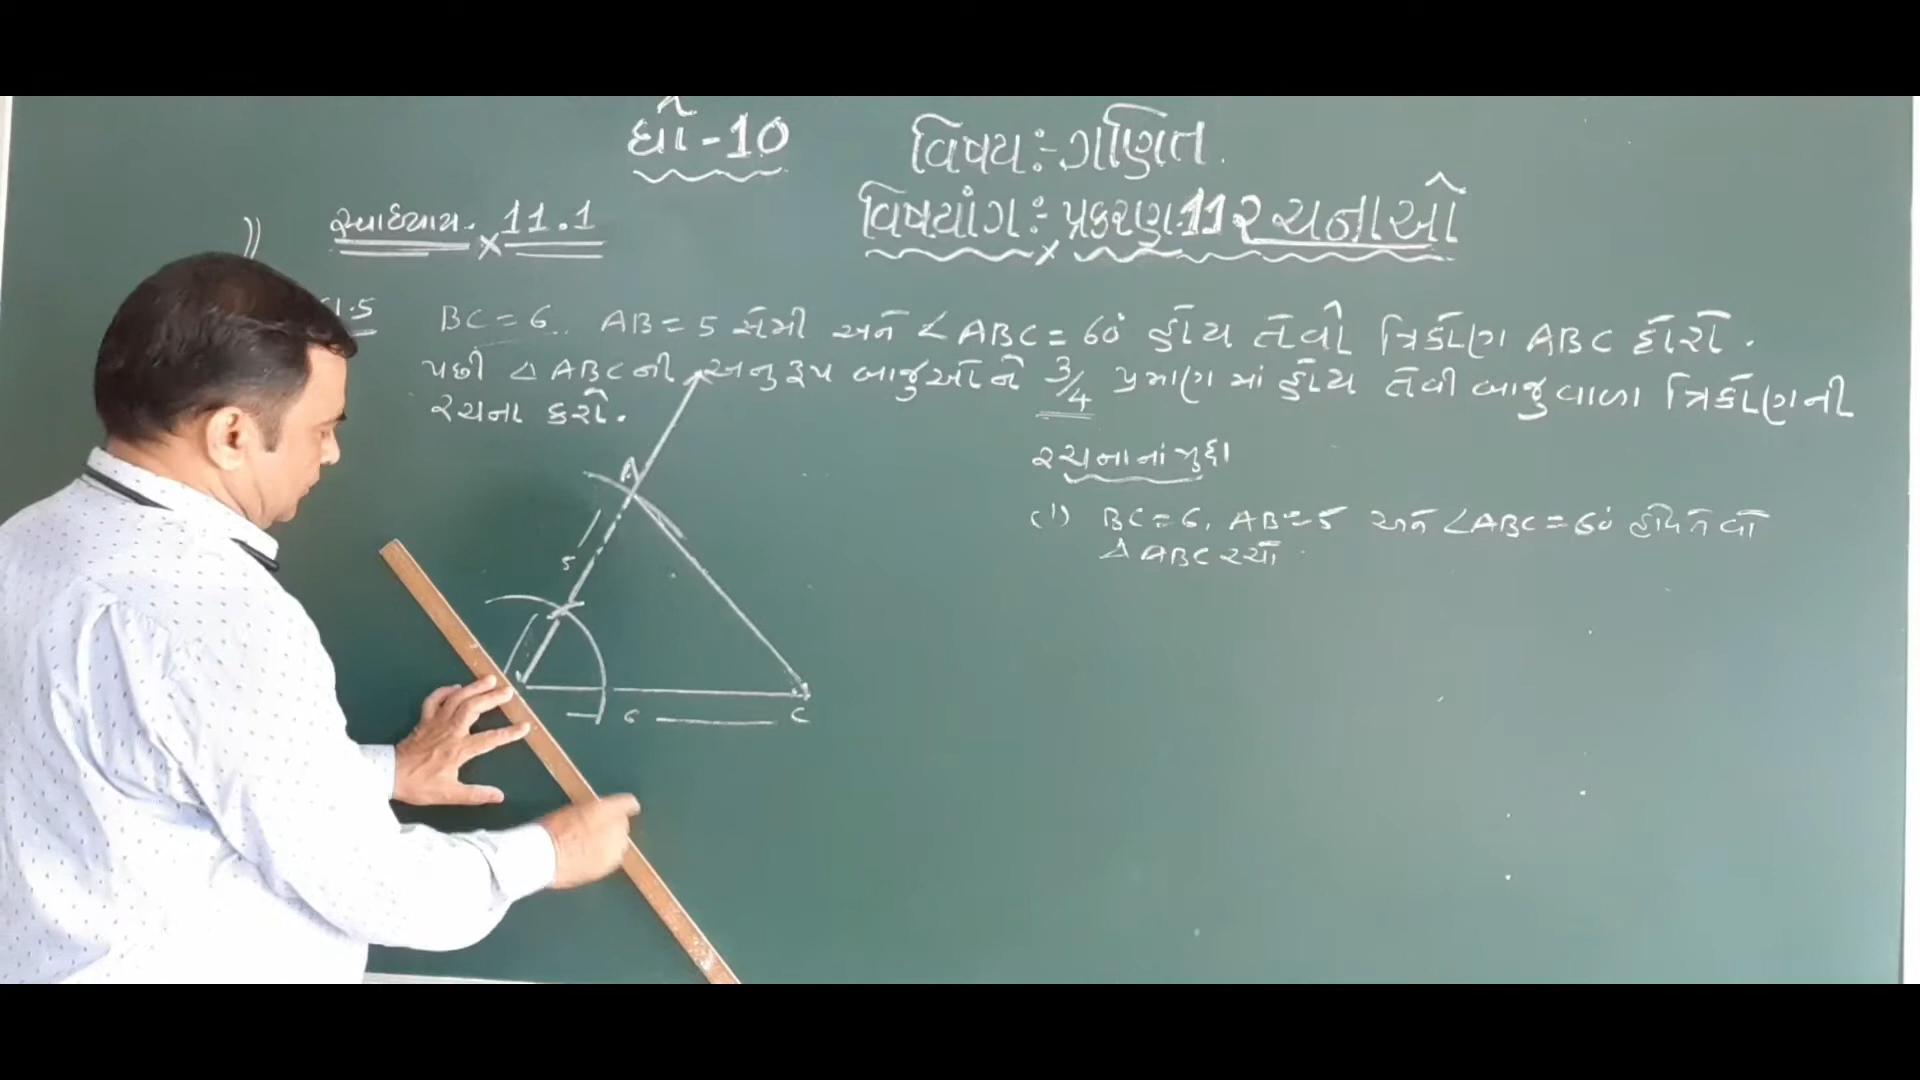 ધો-10
વિષય:-ગણિત.
સ્વાધ્યાય. 11.1
વિષયાંગ:- પ્રકરણ.11 રચનાઓ
BC = 6.. AB = 5 સેમી અને ∠ABC = 60° હોય તેવો ત્રિકોણ ABC દોરો.
પછી △ABC ની અનુરૂપ બાજુઓને 3/4 પ્રમાણ માં હોય તેવી બાજુવાળા ત્રિકોણની
રચના કરો.
રચનાનાં મુદ્દા
(1) BC = 6, AB = 5 અને ∠ABC = 60° હોય તેવો
△ABC રચ્યો
A
5
6
C